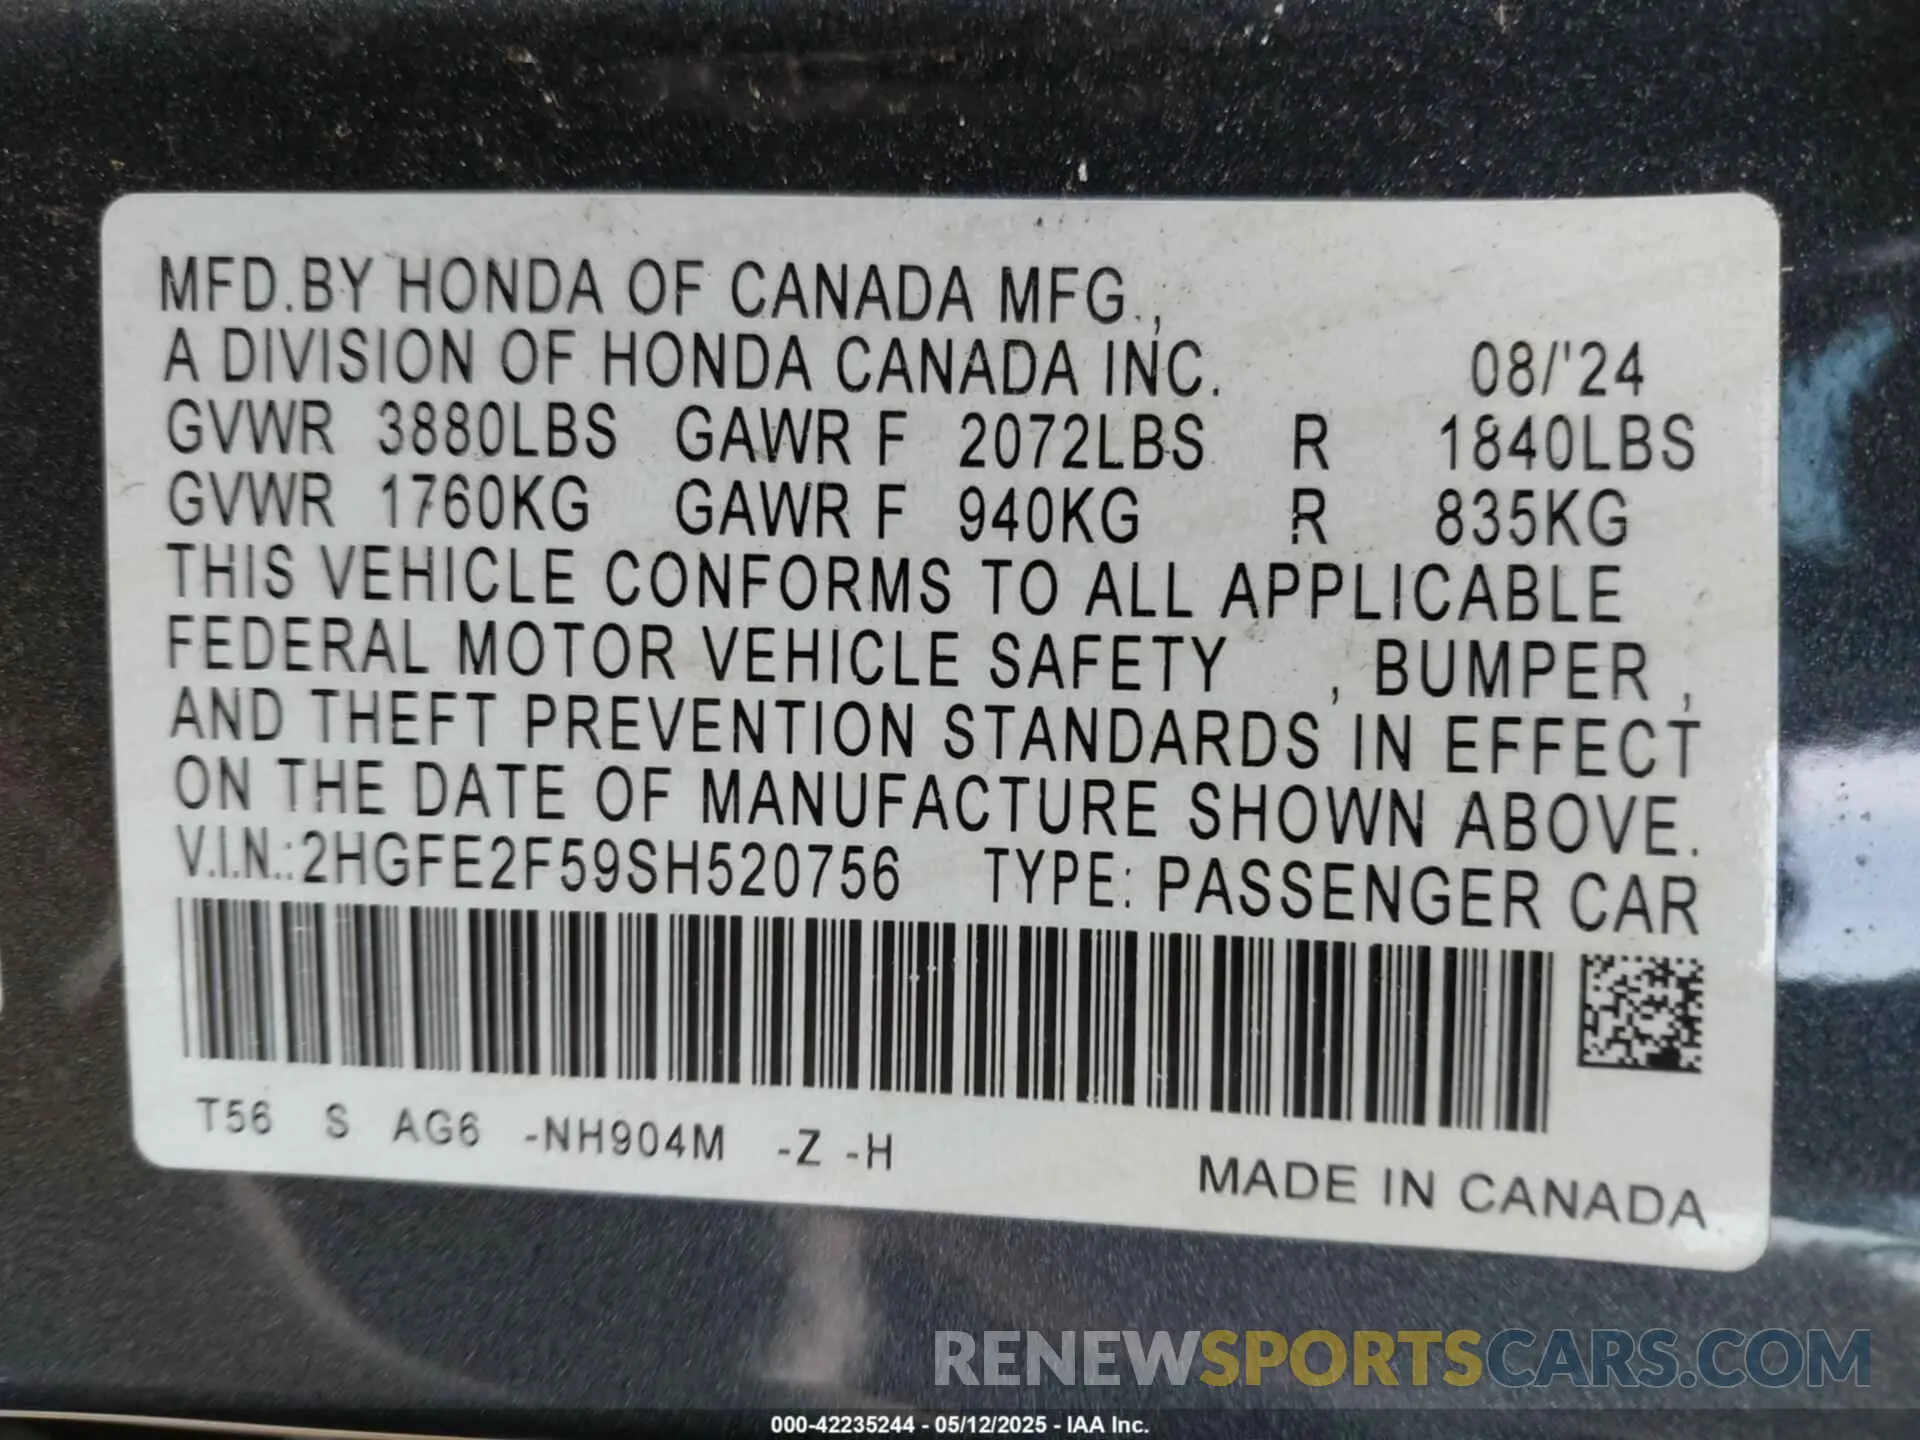 MFD.BY HONDA OF CANADA MFG.,
A DIVISION OF HONDA CANADA INC. 08/'24
GVWR 3880LBS GAWR F 2072LBS R 1840LBS
GVWR 1760KG GAWR F 940KG R 835KG
THIS VEHICLE CONFORMS TO ALL APPLICABLE
FEDERAL MOTOR VEHICLE SAFETY , BUMPER ,
AND THEFT PREVENTION STANDARDS IN EFFECT
ON THE DATE OF MANUFACTURE SHOWN ABOVE.
V.I.N.:2HGFE2F59SH520756 TYPE: PASSENGER CAR
T56 S AG6 -NH904M -Z -H
MADE IN CANADA
RENEWSPORTSCARS.COM
000-42235244 - 05/12/2025 - IAA Inc.